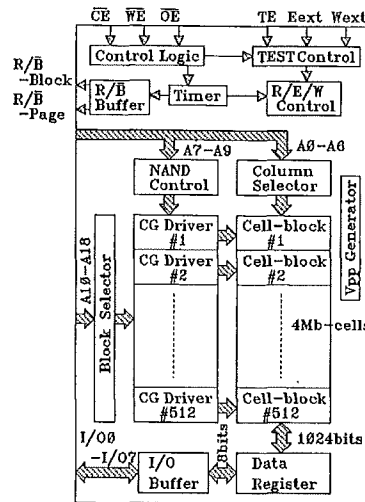 CE WE OE TE Eext Wext
Control Logic TEST Control
R/B
-Block
R/B
Buffer
Timer
R/E/W
Control
R/B
-Page
A7-A9 A0-A6
NAND
Control
Column
Selector
A10-A18
Block Selector
CG Driver
#1
Cell-block
#1
CG Driver
#2
Cell-block
#2
Vpp Generator
4Mb-cells
CG Driver
#512
Cell-block
#512
I/O0
-I/O7
8bits
1024bits
I/O
Buffer
Data
Register